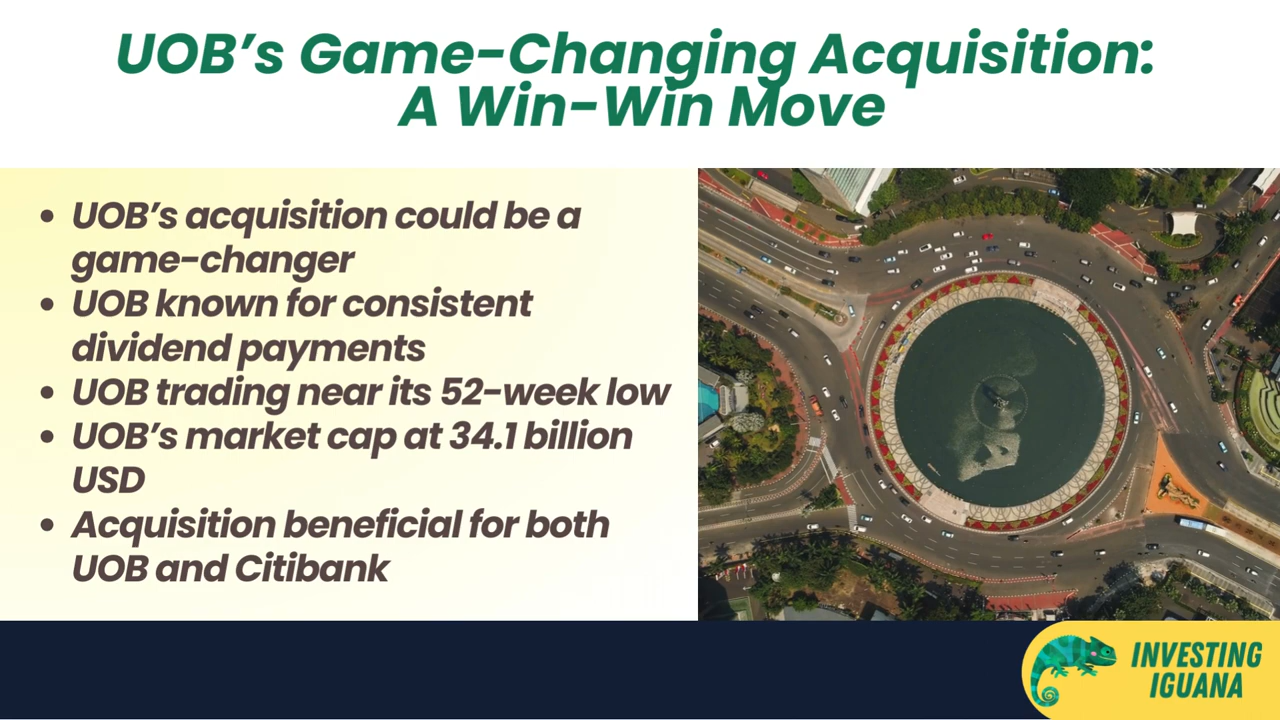 UOB’s Game-Changing Acquisition:
A Win-Win Move
• UOB’s acquisition could be a
game-changer
• UOB known for consistent
dividend payments
• UOB trading near its 52-week low
• UOB’s market cap at 34.1 billion
USD
• Acquisition beneficial for both
UOB and Citibank
INVESTING
IGUANA